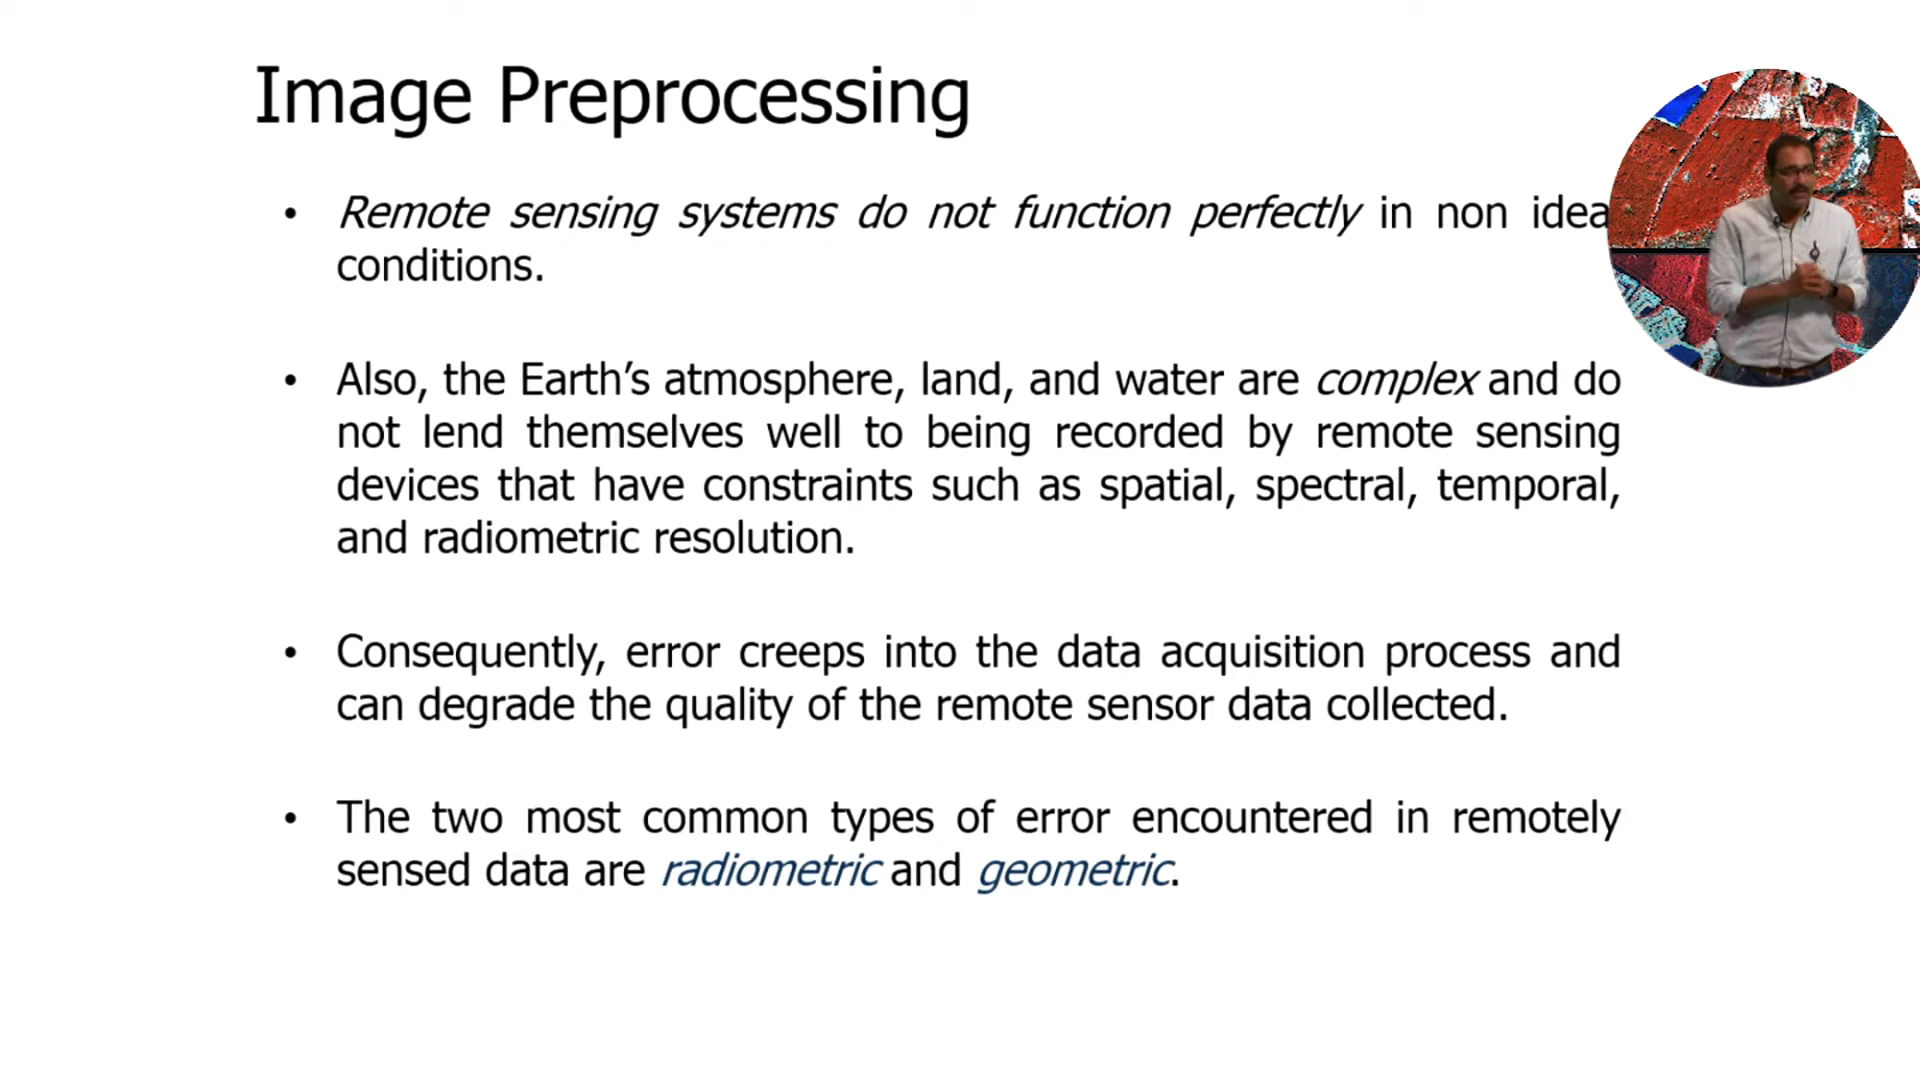 Image Preprocessing
• Remote sensing systems do not function perfectly in non idea
conditions.
• Also, the Earth’s atmosphere, land, and water are complex and do
not lend themselves well to being recorded by remote sensing
devices that have constraints such as spatial, spectral, temporal,
and radiometric resolution.
• Consequently, error creeps into the data acquisition process and
can degrade the quality of the remote sensor data collected.
• The two most common types of error encountered in remotely
sensed data are radiometric and geometric.